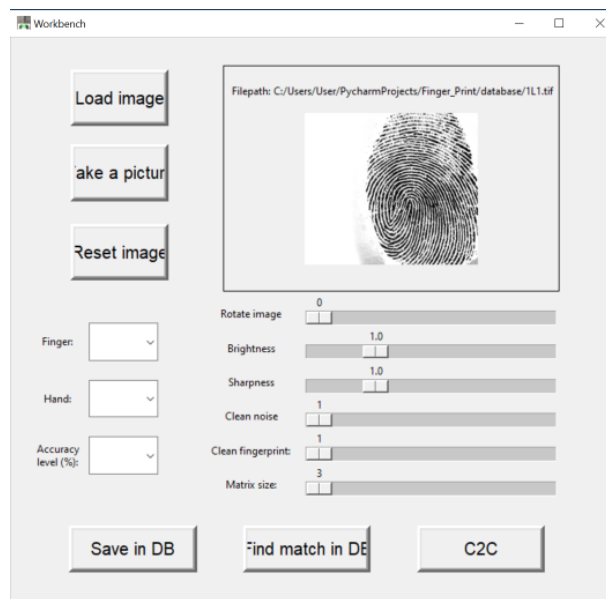 Workbench
Load image
Filepath: C:/Users/User/PycharmProjects/Finger_Print/database/1L1.tif
ake a pictur
Reset image
Rotate image 0
Finger:
Brightness 1.0
Sharpness 1.0
Hand:
Clean noise 1
Accuracy
level (%):
Clean fingerprint: 1
Matrix size: 3
Save in DB
Find match in DB
C2C